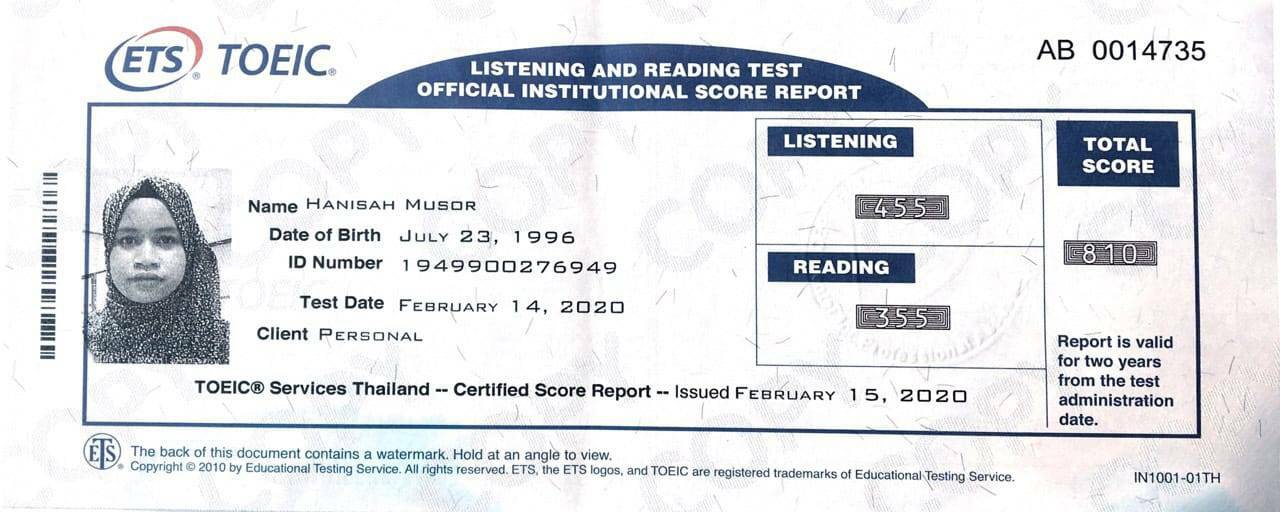 ETS® TOEIC®
LISTENING AND READING TEST
OFFICIAL INSTITUTIONAL SCORE REPORT
AB 0014735
Name HANISAH MUSOR
Date of Birth JULY 23, 1996
ID Number 1949900276949
Test Date FEBRUARY 14, 2020
Client PERSONAL
LISTENING
455
READING
355
TOTAL
SCORE
810
Report is valid
for two years
from the test
administration
date.
TOEIC® Services Thailand -- Certified Score Report -- Issued FEBRUARY 15, 2020
ETS®
The back of this document contains a watermark. Hold at an angle to view.
Copyright © 2010 by Educational Testing Service. All rights reserved. ETS, the ETS logos, and TOEIC are registered trademarks of Educational Testing Service.
IN1001-01TH
COPY
TOEIC